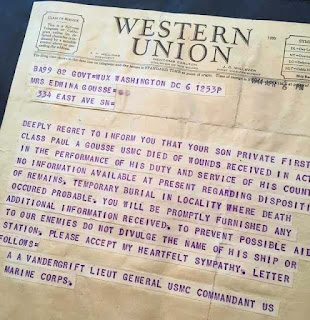 WESTERN
UNION
BA99 82 GOVT=WUX WASHINGTON DC 6 1253P
MRS EDRINA GOUSSE=
334 EAST AVE SN=
DEEPLY REGRET TO INFORM YOU THAT YOUR SON PRIVATE FIRST
CLASS PAUL A GOUSSE USMC DIED OF WOUNDS RECEIVED IN ACT
IN THE PERFORMANCE OF HIS DUTY AND SERVICE OF HIS COUN
NO INFORMATION AVAILABLE AT PRESENT REGARDING DISPOSIT
OF REMAINS. TEMPORARY BURIAL IN LOCALITY WHERE DEATH
OCCURED PROBABLE. YOU WILL BE PROMPTLY FURNISHED ANY
ADDITIONAL INFORMATION RECEIVED. TO PREVENT POSSIBLE AID
TO OUR ENEMIES DO NOT DIVULGE THE NAME OF HIS SHIP OR
STATION. PLEASE ACCEPT MY HEARTFELT SYMPATHY. LETTER
FOLLOWS=
A A VANDERGRIFT LIEUT GENERAL USMC COMMANDANT US
MARINE CORPS.